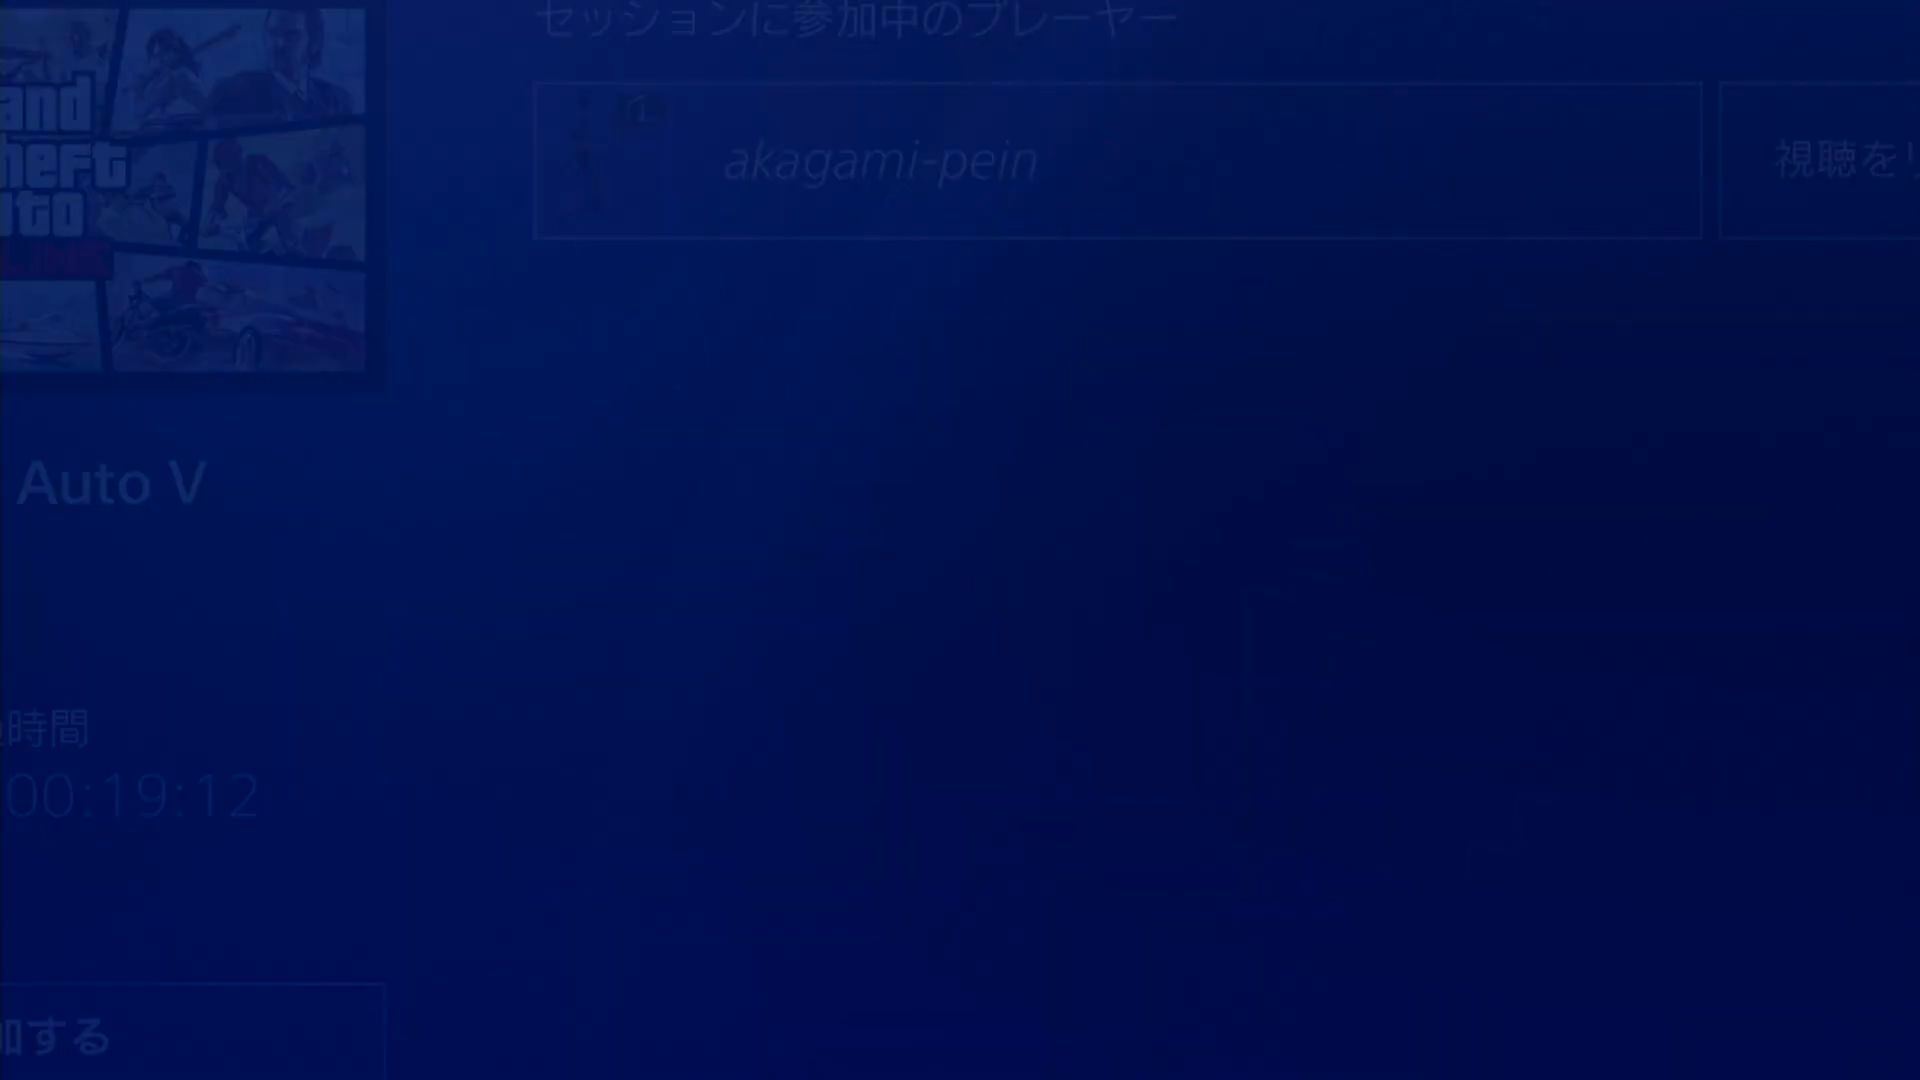 セッションに参加中のプレーヤー
and
heft
uto
akagami-pein
視聴をリ
Auto V
時間
00:19:12
加する